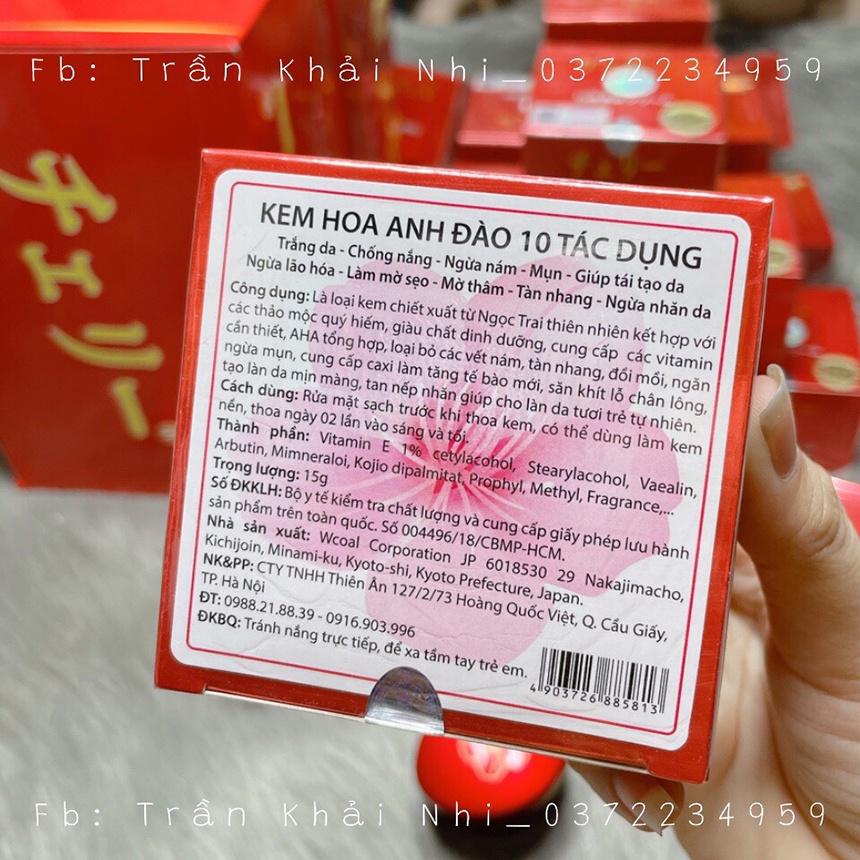 Fb: Trần Khải Nhi_0372234959
チェリー
KEM HOA ANH ĐÀO 10 TÁC DỤNG
Trắng da - Chống nắng - Ngừa nám - Mụn - Giúp tái tạo da
Ngừa lão hóa - Làm mờ sẹo - Mờ thâm - Tàn nhang - Ngừa nhăn da
Công dụng: Là loại kem chiết xuất từ Ngọc Trai thiên nhiên kết hợp với
các thảo mộc quý hiếm, giàu chất dinh dưỡng, cung cấp các vitamin
cần thiết, AHA tổng hợp, loại bỏ các vết nám, tàn nhang, đồi mồi, ngăn
ngừa mụn, cung cấp caxi làm tăng tế bào mới, săn khít lỗ chân lông,
tạo làn da mịn màng, tan nếp nhăn giúp cho làn da tươi trẻ tự nhiên.
Cách dùng: Rửa mặt sạch trước khi thoa kem, có thể dùng làm kem
nền, thoa ngày 02 lần vào sáng và tối.
Thành phần: Vitamin E 1% cetylacohol, Stearylacohol, Vaealin,
Arbutin, Mimneraloi, Kojio dipalmitat, Prophyl, Methyl, Fragrance,...
Trọng lượng: 15g
Số ĐKKLH: Bộ y tế kiểm tra chất lượng và cung cấp giấy phép lưu hành
sản phẩm trên toàn quốc. Số 004496/18/CBMP-HCM.
Nhà sản xuất: Wcoal Corporation JP 6018530 29 Nakajimacho,
Kichijoin, Minami-ku, Kyoto-shi, Kyoto Prefecture, Japan.
NK&PP: CTY TNHH Thiên Ân 127/2/73 Hoàng Quốc Việt, Q. Cầu Giấy,
TP. Hà Nội
ĐT: 0988.21.88.39 - 0916.903.996
ĐKBQ: Tránh nắng trực tiếp, để xa tầm tay trẻ em.
4 903726 885813
Fb: Trần Khải Nhi_0372234959